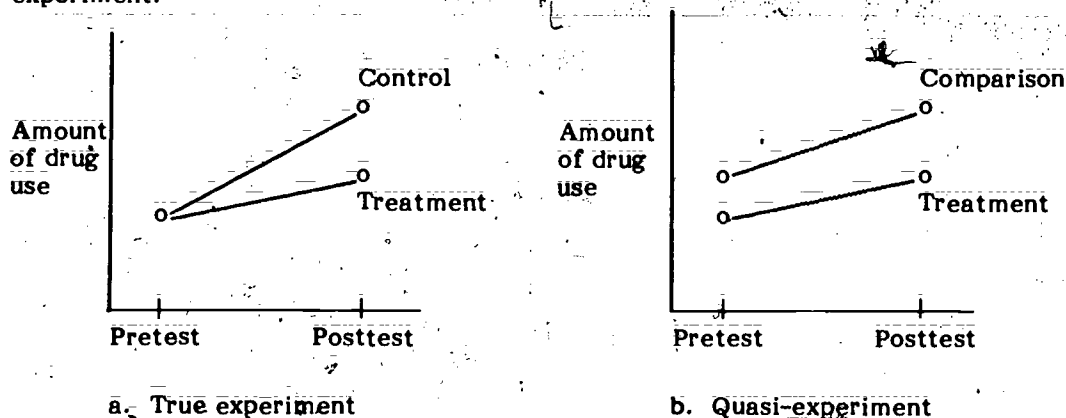 experiment.
Control
Amount
of drug
use
Treatment
Pretest Posttest
a. True experiment
Comparison
Amount
of drug
use
Treatment
Pretest Posttest
b. Quasi-experiment